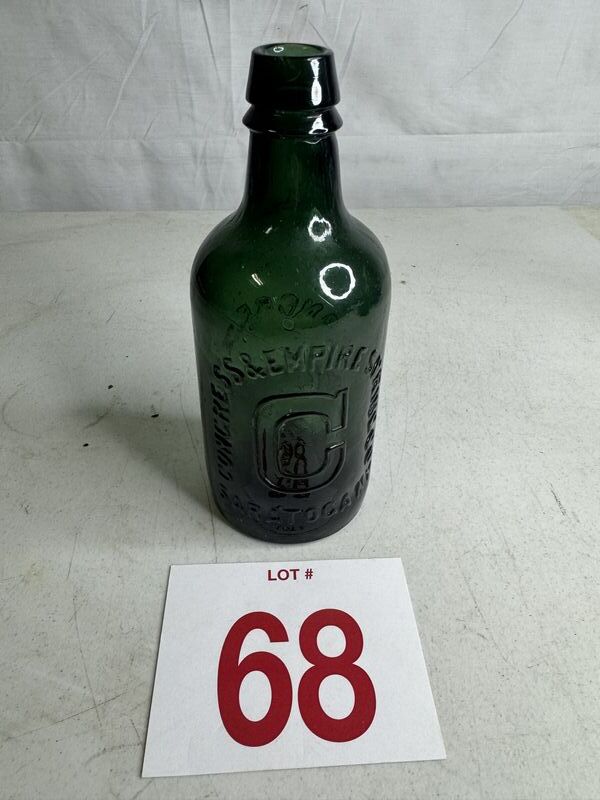 CONGRESS & EMPIRE SPRING CO
C
SARATOGA N.Y.
LOT #
68